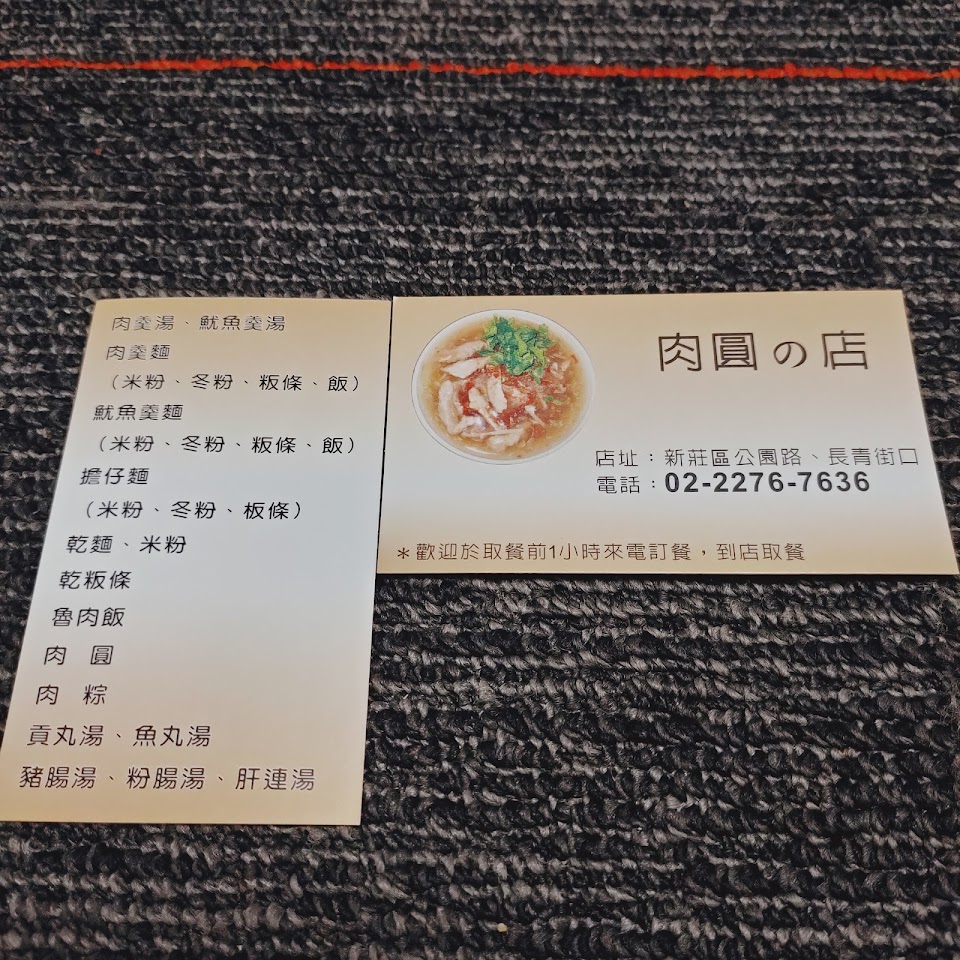 肉羹湯、魷魚羹湯
肉羹麵
（米粉、冬粉、粄條、飯）
魷魚羹麵
（米粉、冬粉、粄條、飯）
擔仔麵
（米粉、冬粉、板條）
乾麵、米粉
乾粄條
魯肉飯
肉 圓
肉 粽
貢丸湯、魚丸湯
豬腸湯、粉腸湯、肝連湯
肉圓の店
店址：新莊區公園路、長青街口
電話：02-2276-7636
＊歡迎於取餐前1小時來電訂餐，到店取餐